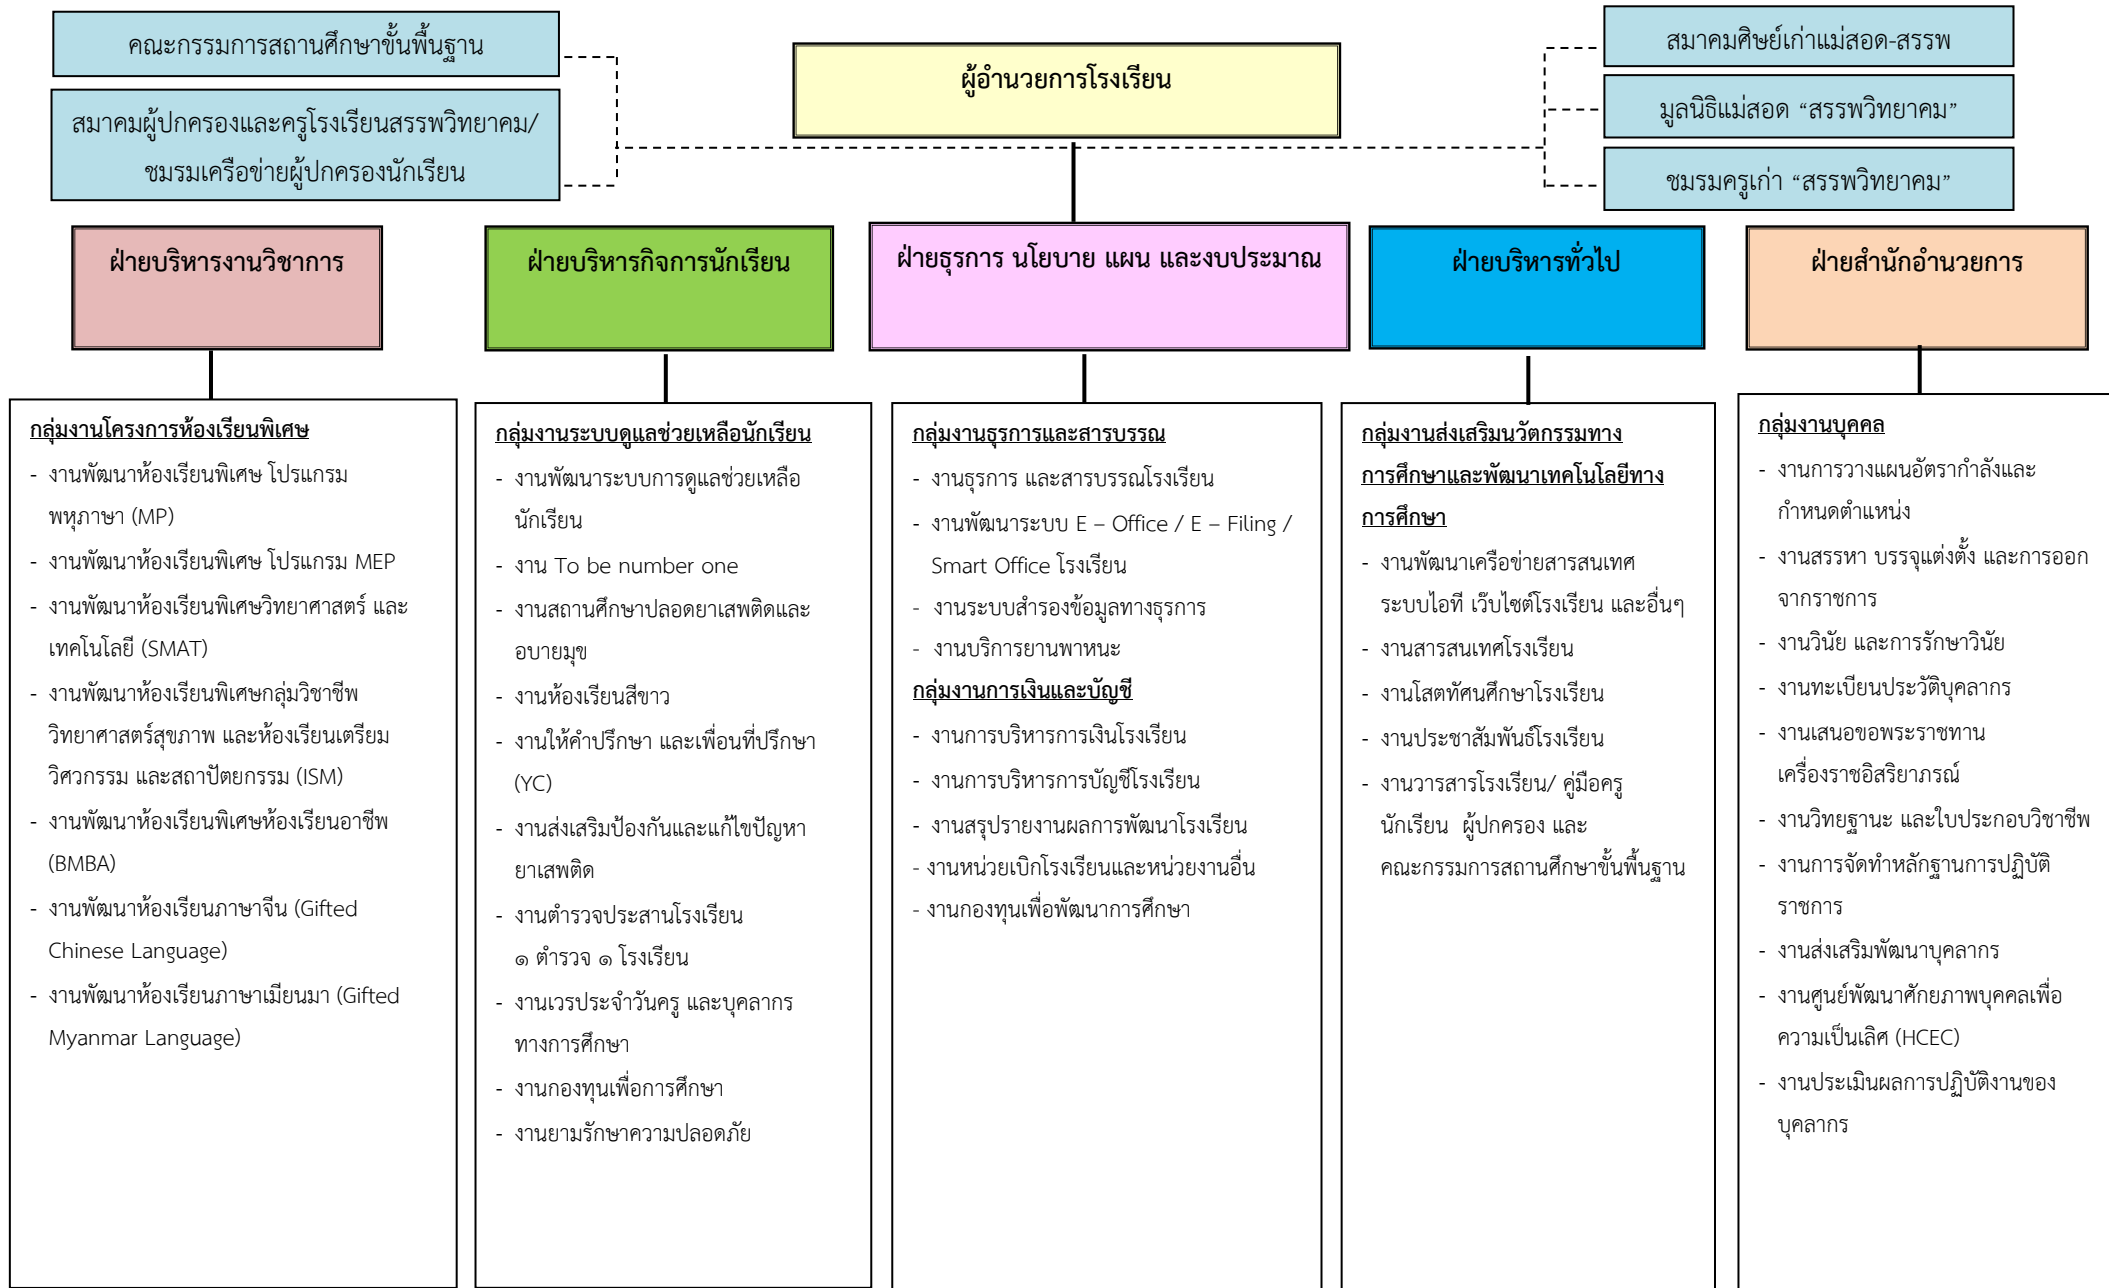 คณะกรรมการสถานศึกษาขั้นพื้นฐาน
สมาคมผู้ปกครองและครูโรงเรียนสรรพวิทยาคม/
ชมรมเครือข่ายผู้ปกครองนักเรียน
ผู้อำนวยการโรงเรียน
สมาคมศิษย์เก่าแม่สอด-สรรพ
มูลนิธิแม่สอด “สรรพวิทยาคม”
ชมรมครูเก่า “สรรพวิทยาคม”
ฝ่ายบริหารงานวิชาการ
ฝ่ายบริหารกิจการนักเรียน
ฝ่ายธุรการ นโยบาย แผน และงบประมาณ
ฝ่ายบริหารทั่วไป
ฝ่ายสำนักอำนวยการ
กลุ่มงานโครงการห้องเรียนพิเศษ
- งานพัฒนาห้องเรียนพิเศษ โปรแกรม
พหุภาษา (MP)
- งานพัฒนาห้องเรียนพิเศษ โปรแกรม MEP
- งานพัฒนาห้องเรียนพิเศษวิทยาศาสตร์ และ
เทคโนโลยี (SMAT)
- งานพัฒนาห้องเรียนพิเศษกลุ่มวิชาชีพ
วิทยาศาสตร์สุขภาพ และห้องเรียนเตรียม
วิศวกรรม และสถาปัตยกรรม (ISM)
- งานพัฒนาห้องเรียนพิเศษห้องเรียนอาชีพ
(BMBA)
- งานพัฒนาห้องเรียนภาษาจีน (Gifted
Chinese Language)
- งานพัฒนาห้องเรียนภาษาเมียนมา (Gifted
Myanmar Language)
กลุ่มงานระบบดูแลช่วยเหลือนักเรียน
- งานพัฒนาระบบการดูแลช่วยเหลือ
นักเรียน
- งาน To be number one
- งานสถานศึกษาปลอดยาเสพติดและ
อบายมุข
- งานห้องเรียนสีขาว
- งานให้คำปรึกษา และเพื่อนที่ปรึกษา
(YC)
- งานส่งเสริมป้องกันและแก้ไขปัญหา
ยาเสพติด
- งานตำรวจประสานโรงเรียน
๑ ตำรวจ ๑ โรงเรียน
- งานเวรประจำวันครู และบุคลากร
ทางการศึกษา
- งานกองทุนเพื่อการศึกษา
- งานยามรักษาความปลอดภัย
กลุ่มงานธุรการและสารบรรณ
- งานธุรการ และสารบรรณโรงเรียน
- งานพัฒนาระบบ E – Office / E – Filing /
Smart Office โรงเรียน
- งานระบบสำรองข้อมูลทางธุรการ
- งานบริการยานพาหนะ
กลุ่มงานการเงินและบัญชี
- งานการบริหารการเงินโรงเรียน
- งานการบริหารการบัญชีโรงเรียน
- งานสรุปรายงานผลการพัฒนาโรงเรียน
- งานหน่วยเบิกโรงเรียนและหน่วยงานอื่น
- งานกองทุนเพื่อพัฒนาการศึกษา
กลุ่มงานส่งเสริมนวัตกรรมทาง
การศึกษาและพัฒนาเทคโนโลยีทาง
การศึกษา
- งานพัฒนาเครือข่ายสารสนเทศ
ระบบไอที เว็บไซต์โรงเรียน และอื่นๆ
- งานสารสนเทศโรงเรียน
- งานโสตทัศนศึกษาโรงเรียน
- งานประชาสัมพันธ์โรงเรียน
- งานวารสารโรงเรียน/ คู่มือครู
นักเรียน ผู้ปกครอง และ
คณะกรรมการสถานศึกษาขั้นพื้นฐาน
กลุ่มงานบุคคล
- งานการวางแผนอัตรากำลังและ
กำหนดตำแหน่ง
- งานสรรหา บรรจุแต่งตั้ง และการออก
จากราชการ
- งานวินัย และการรักษาวินัย
- งานทะเบียนประวัติบุคลากร
- งานเสนอขอพระราชทาน
เครื่องราชอิสริยาภรณ์
- งานวิทยฐานะ และใบประกอบวิชาชีพ
- งานการจัดทำหลักฐานการปฏิบัติ
ราชการ
- งานส่งเสริมพัฒนาบุคลากร
- งานศูนย์พัฒนาศักยภาพบุคคลเพื่อ
ความเป็นเลิศ (HCEC)
- งานประเมินผลการปฏิบัติงานของ
บุคลากร